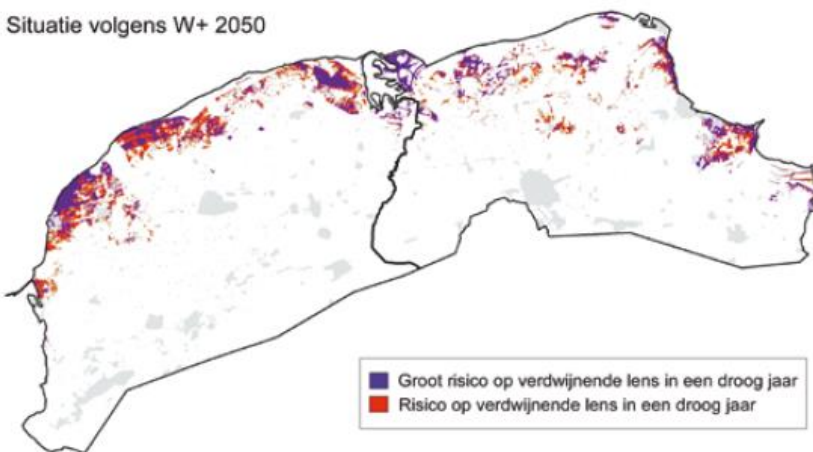 Situatie volgens W+ 2050
Groot risico op verdwijnende lens in een droog jaar
Risico op verdwijnende lens in een droog jaar